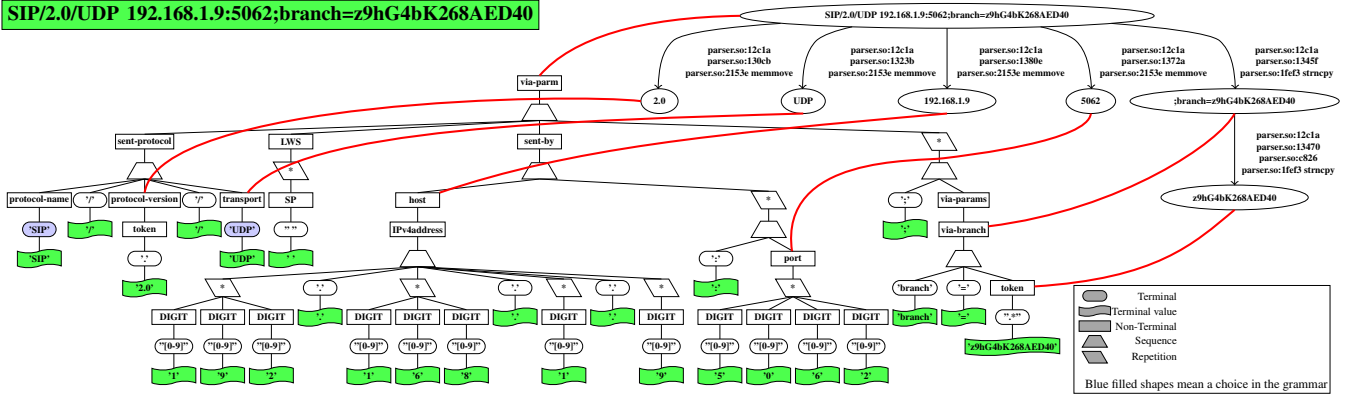 SIP/2.0/UDP 192.168.1.9:5062;branch=z9hG4bK268AED40
SIP/2.0/UDP 192.168.1.9:5062;branch=z9hG4bK268AED40
parser.so:12c1a
parser.so:130cb
parser.so:2153e memmove
parser.so:12c1a
parser.so:1323b
parser.so:2153e memmove
parser.so:12c1a
parser.so:1380e
parser.so:2153e memmove
parser.so:12c1a
parser.so:1372a
parser.so:2153e memmove
parser.so:12c1a
parser.so:1345f
parser.so:1fef3 strncpy
via-parm
2.0
UDP
192.168.1.9
5062
;branch=z9hG4bK268AED40
parser.so:12c1a
parser.so:13470
parser.so:c826
parser.so:1fef3 strncpy
z9hG4bK268AED40
sent-protocol
LWS
sent-by
*
*
protocol-name
'/'
protocol-version
'/'
transport
SP
host
*
';'
via-params
'SIP'
'/'
token
'/'
'UDP'
" "
IPv4address
';'
via-branch
'SIP'
'.'
'UDP'
' '
':'
port
'2.0'
*
'.'
*
'.'
*
'.'
*
':'
*
'branch'
'='
token
DIGIT
DIGIT
DIGIT
'.'
DIGIT
DIGIT
DIGIT
'.'
DIGIT
'.'
DIGIT
DIGIT
DIGIT
DIGIT
DIGIT
'branch'
'='
".*"
"[0-9]"
"[0-9]"
"[0-9]"
"[0-9]"
"[0-9]"
"[0-9]"
"[0-9]"
"[0-9]"
"[0-9]"
"[0-9]"
"[0-9]"
"[0-9]"
'z9hG4bK268AED40'
'1'
'9'
'2'
'1'
'6'
'8'
'1'
'9'
'5'
'0'
'6'
'2'
Terminal
Terminal value
Non-Terminal
Sequence
Repetition
Blue filled shapes mean a choice in the grammar